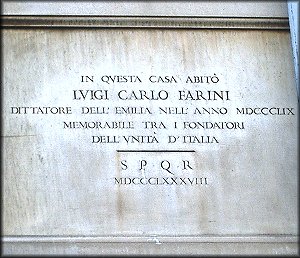 IN QVESTA CASA ABITÒ
LVIGI CARLO FARINI
DITTATORE DELL' EMILIA NELL' ANNO MDCCCLIX
MEMORABILE TRA I FONDATORI
DELL' VNITÀ D' ITALIA
S P Q R
MDCCCLXXXVIII